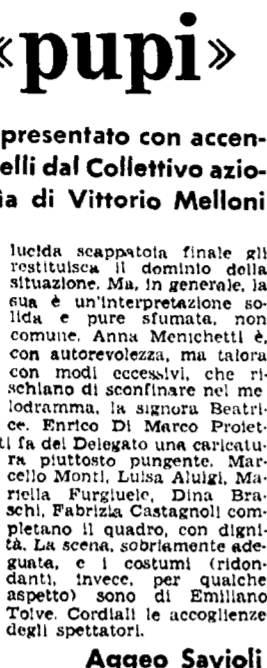 «pupi»
presentato con accen-
elli dal Collettivo azio-
ia di Vittorio Melloni
lucida scappatoia finale gli
restituisce il dominio della
situazione. Ma, in generale, la
sua è un'interpretazione so-
lida e pure sfumata, non
comune. Anna Menichetti è,
con autorevolezza, ma talora
con modi eccessivi, che ri-
schiano di sconfinare nel me
lodramma, la signora Beatri-
ce. Enrico Di Marco Proiet-
ti fa del Delegato una caricatu-
ra piuttosto pungente. Mar-
cello Monti, Luisa Aluigi, Ma-
riella Furgiuele, Dina Bra-
schi, Fabrizia Castagnoli com-
pletano il quadro, con digni-
tà. La scena, sobriamente ade-
guata, e i costumi (ridon-
danti, invece, per qualche
aspetto) sono di Emiliano
Tolve. Cordiali le accoglienze
degli spettatori.
Aggeo Savioli